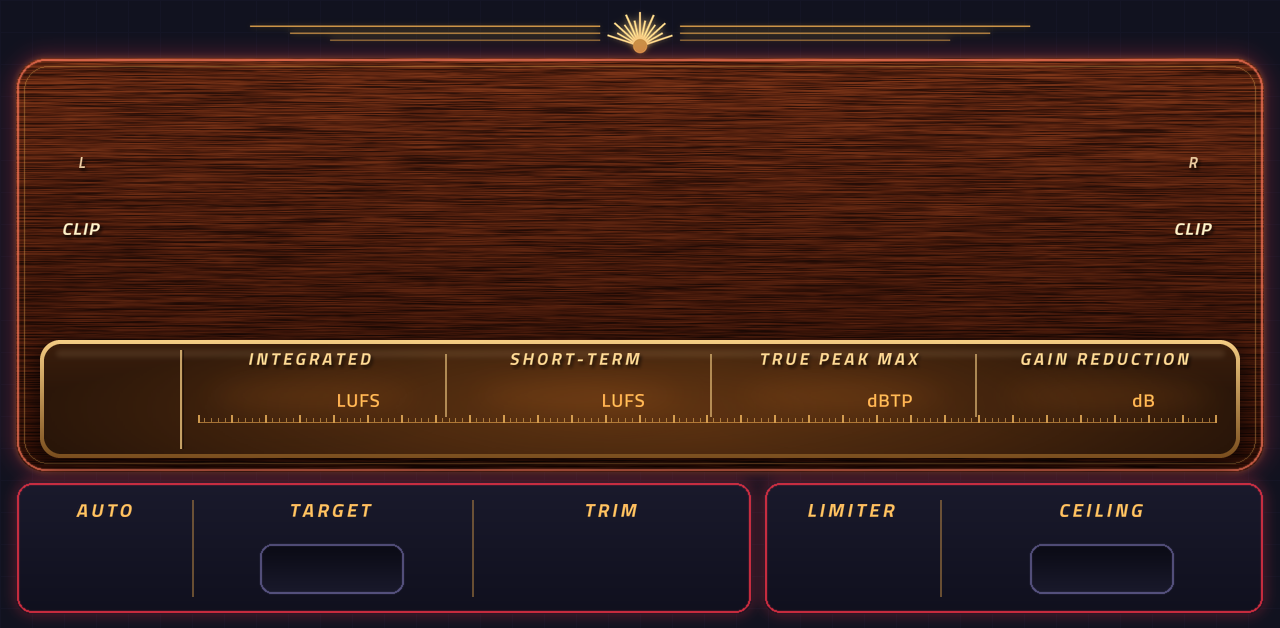 L
R
CLIP
CLIP
INTEGRATED
SHORT-TERM
TRUE PEAK MAX
GAIN REDUCTION
LUFS
LUFS
dBTP
dB
AUTO
TARGET
TRIM
LIMITER
CEILING